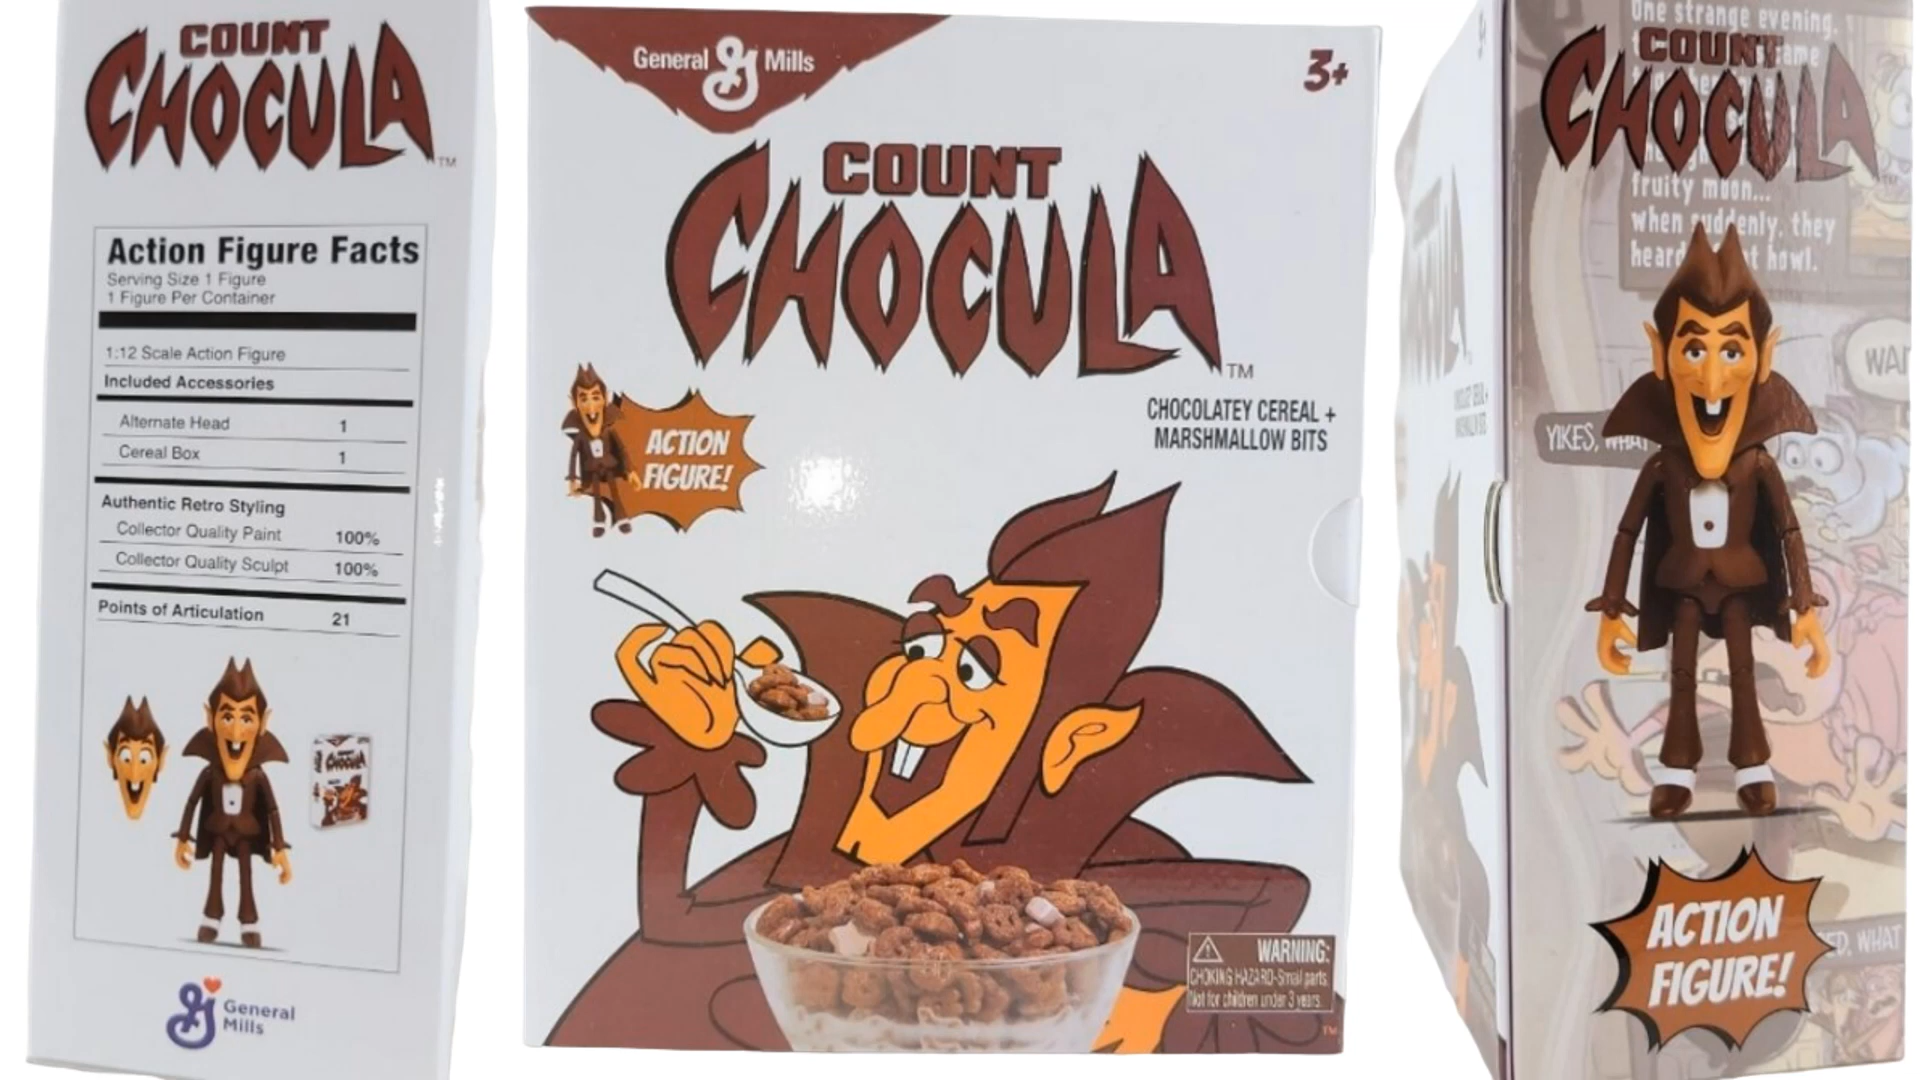 COUNT
CHOCULA
TM
Action Figure Facts
Serving Size 1 Figure
1 Figure Per Container
1:12 Scale Action Figure
Included Accessories
Alternate Head 1
Cereal Box 1
Authentic Retro Styling
Collector Quality Paint 100%
Collector Quality Sculpt 100%
Points of Articulation 21
CHOCULA
General
Mills
General Mills
3+
COUNT
CHOCULA
TM
CHOCOLATEY CEREAL +
MARSHMALLOW BITS
ACTION
FIGURE!
WARNING:
CHOKING HAZARD-Small parts.
Not for children under 3 years.
TM
One strange evening,
COUNT
CHOCULA
fruity moon...
when suddenly, they
heard howl.
YIKES, WHAT
ACTION
FIGURE!
WHAT